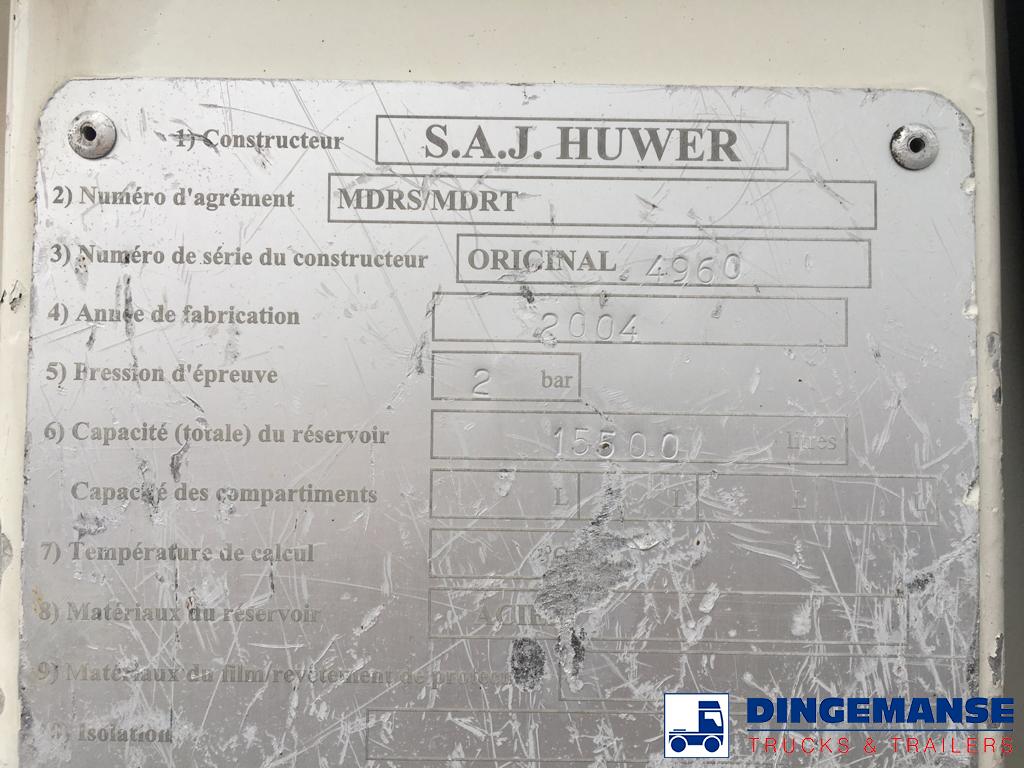 1) Constructeur S.A.J. HUWER
2) Numéro d'agrément MDRS/MDRT
3) Numéro de série du constructeur ORIGINAL 4960
4) Année de fabrication 2004
5) Pression d'épreuve 2 bar
6) Capacité (totale) du réservoir 15500 litres
Capacité des compartiments L L L L
7) Température de calcul
8) Matériaux du réservoir ACIER
9) Matériaux du film/revêtement de protection
10) Isolation
DINGEMANSE
TRUCKS & TRAILERS